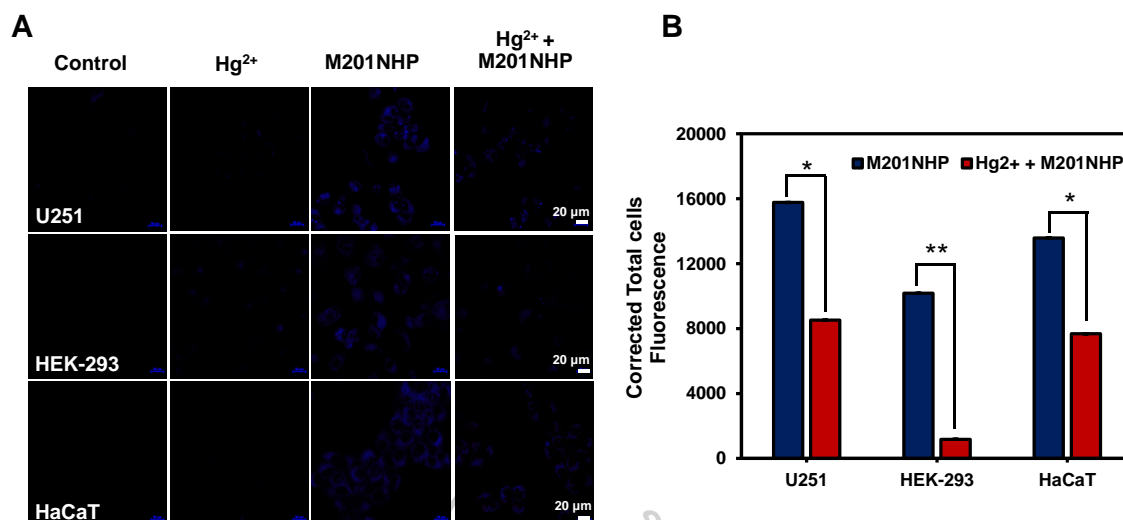 A
Control
Hg²⁺
M201NHP
Hg²⁺ +
M201NHP
U251
20 µm
HEK-293
20 µm
HaCaT
20 µm
B
Corrected Total cells
Fluorescence
20000
16000
12000
8000
4000
0
M201NHP
Hg2+ + M201NHP
*
**
*
U251
HEK-293
HaCaT